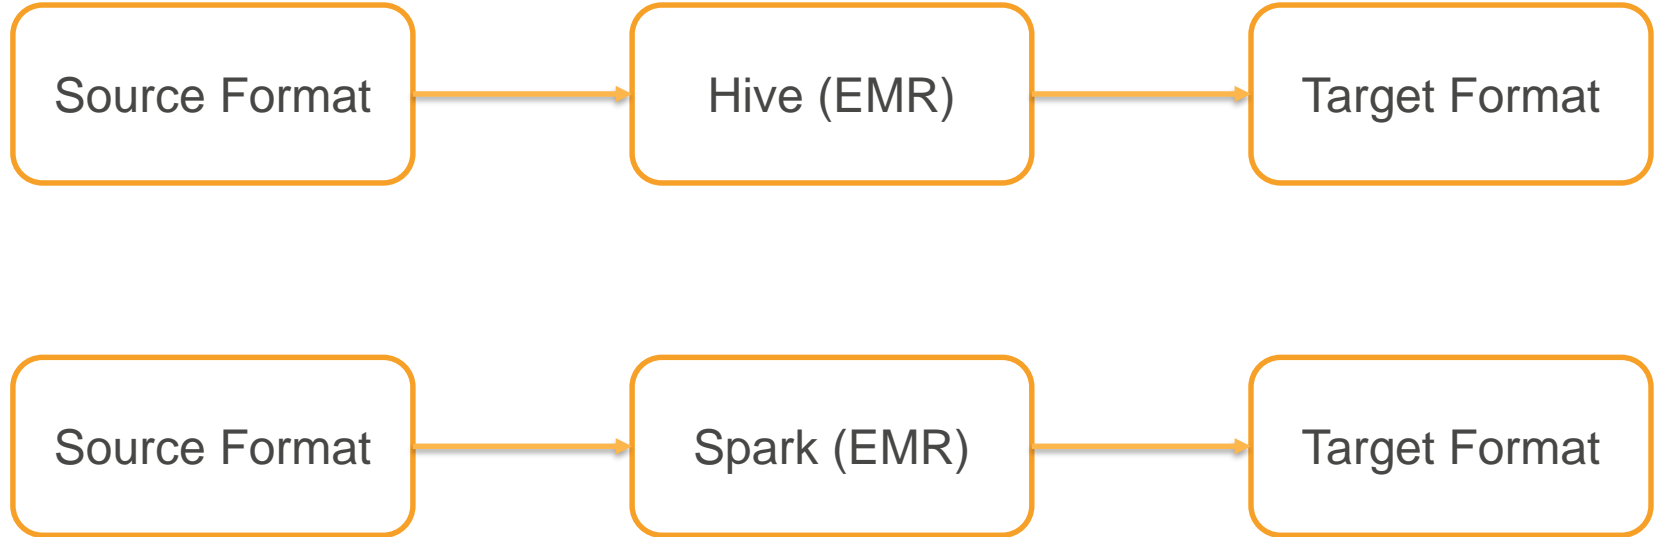 Source Format
Hive (EMR)
Target Format
Source Format
Spark (EMR)
Target Format